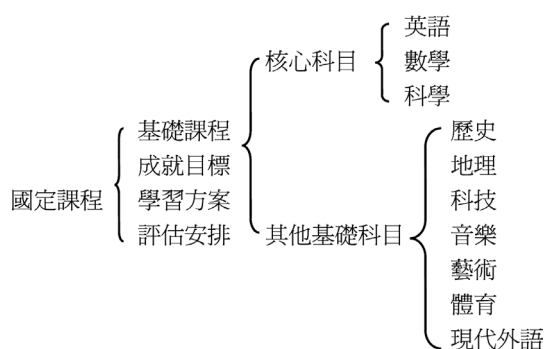 國定課程
基礎課程
成就目標
學習方案
評估安排
核心科目
英語
數學
科學
其他基礎科目
歷史
地理
科技
音樂
藝術
體育
現代外語